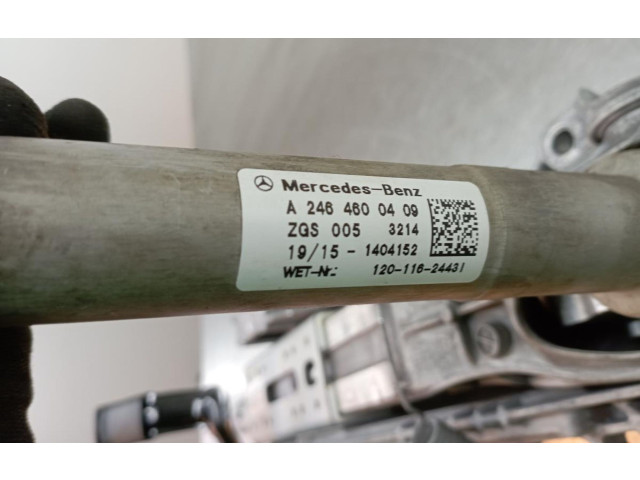 Mercedes-Benz
A 246 460 04 09
ZGS 005 3214
19/15 - 1404152
WET-Nr.: 120-116-24431